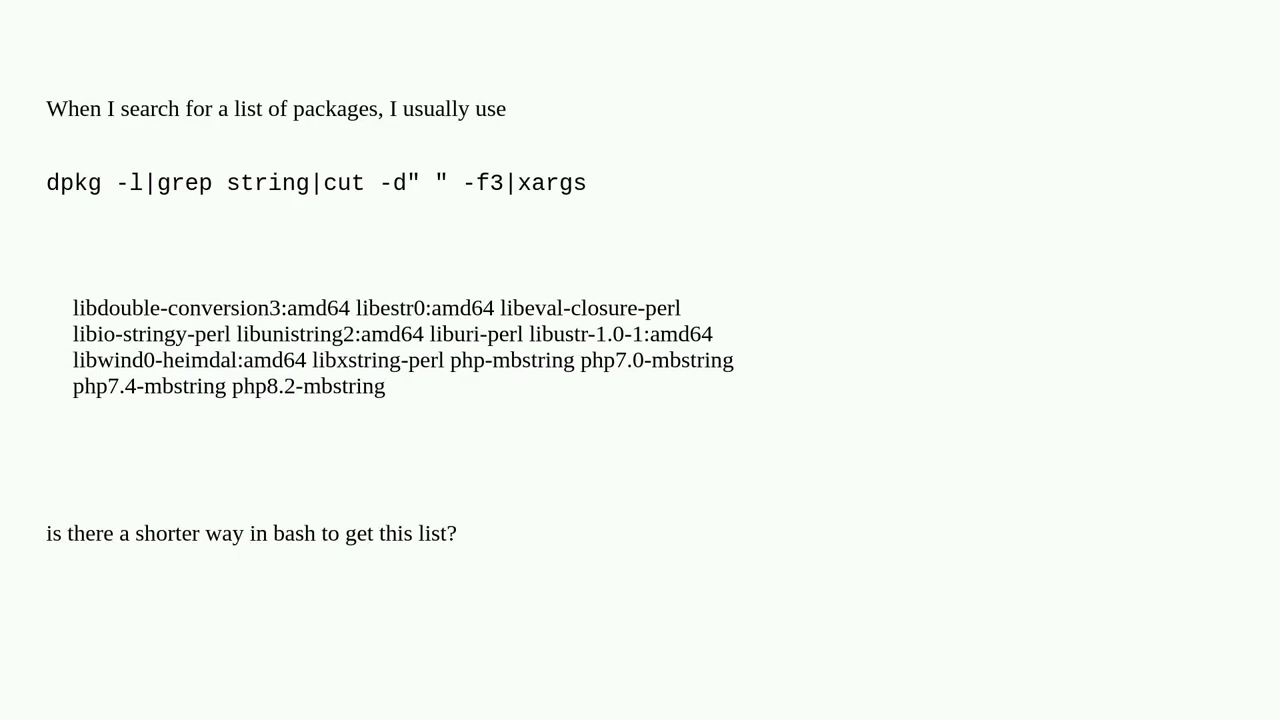 When I search for a list of packages, I usually use
dpkg -l|grep string|cut -d" " -f3|xargs
libdouble-conversion3:amd64 libestr0:amd64 libeval-closure-perl
libio-stringy-perl libunistring2:amd64 liburi-perl libustr-1.0-1:amd64
libwind0-heimdal:amd64 libxstring-perl php-mbstring php7.0-mbstring
php7.4-mbstring php8.2-mbstring
is there a shorter way in bash to get this list?